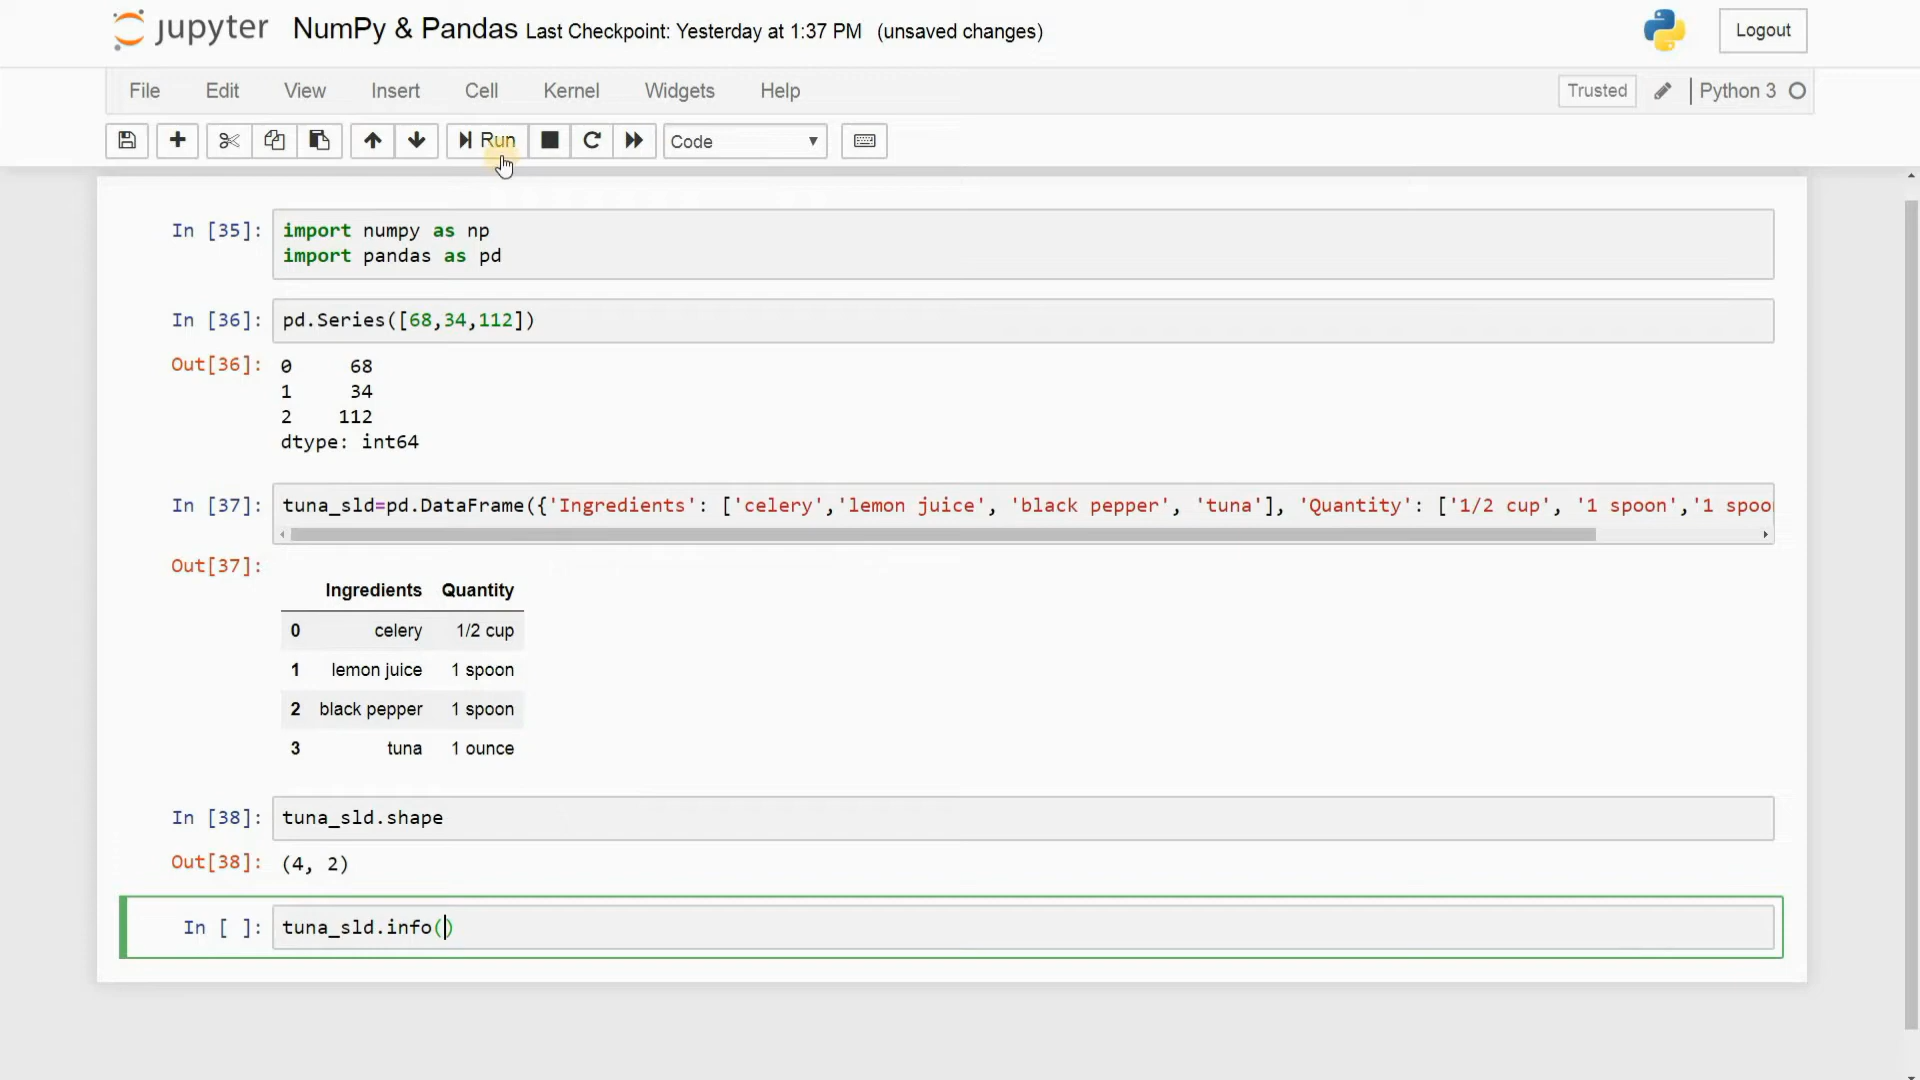 jupyter NumPy & Pandas Last Checkpoint: Yesterday at 1:37 PM (unsaved changes) Logout
File Edit View Insert Cell Kernel Widgets Help Trusted Python 3
Run Code
In [35]: import numpy as np
import pandas as pd
In [36]: pd.Series([68,34,112])
Out[36]: 0 68
1 34
2 112
dtype: int64
In [37]: tuna_sld=pd.DataFrame({'Ingredients': ['celery','lemon juice', 'black pepper', 'tuna'], 'Quantity': ['1/2 cup', '1 spoon','1 spoo
Out[37]:
Ingredients Quantity
0 celery 1/2 cup
1 lemon juice 1 spoon
2 black pepper 1 spoon
3 tuna 1 ounce
In [38]: tuna_sld.shape
Out[38]: (4, 2)
In [ ]: tuna_sld.info()